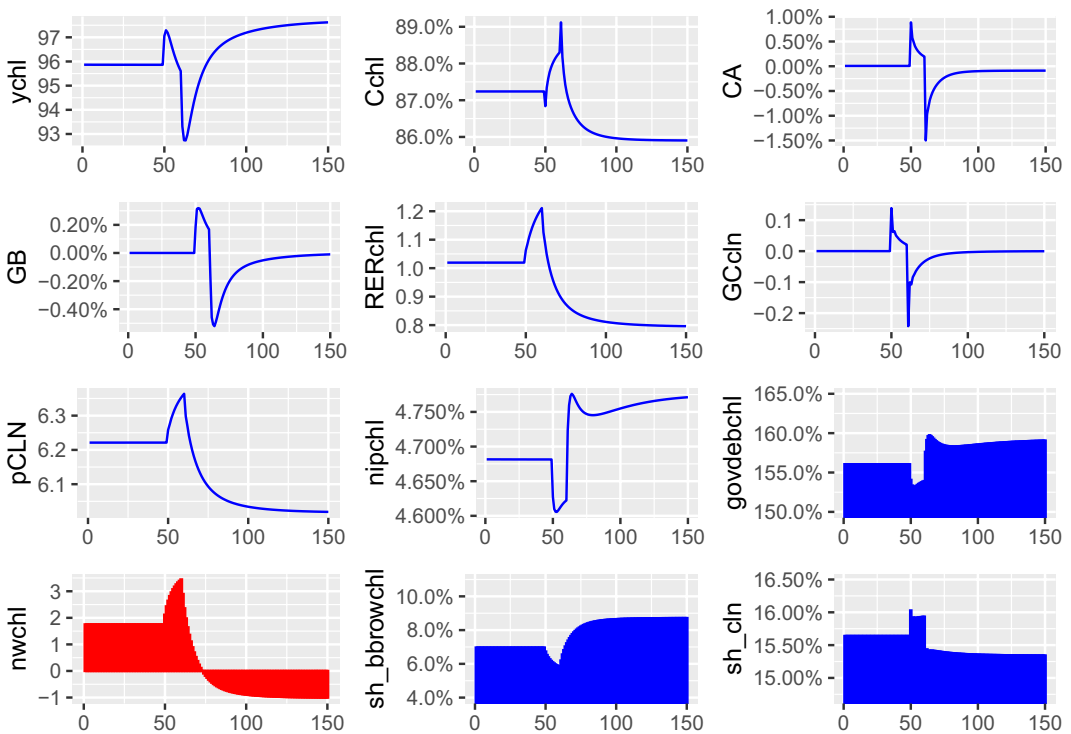 ychl
97
96
95
94
93
0 50 100 150
Cchl
89.0%
88.0%
87.0%
86.0%
0 50 100 150
CA
1.00%
0.50%
0.00%
−0.50%
−1.00%
−1.50%
0 50 100 150
GB
0.20%
0.00%
−0.20%
−0.40%
0 50 100 150
RERchl
1.2
1.1
1.0
0.9
0.8
0 50 100 150
GCcln
0.1
0.0
−0.1
−0.2
0 50 100 150
pCLN
6.3
6.2
6.1
0 50 100 150
nipchl
4.750%
4.700%
4.650%
4.600%
0 50 100 150
govdebchl
165.0%
160.0%
155.0%
150.0%
0 50 100 150
nwchl
3
2
1
0
−1
0 50 100 150
sh_bbrowchl
10.0%
8.0%
6.0%
4.0%
0 50 100 150
sh_cln
16.50%
16.00%
15.50%
15.00%
0 50 100 150